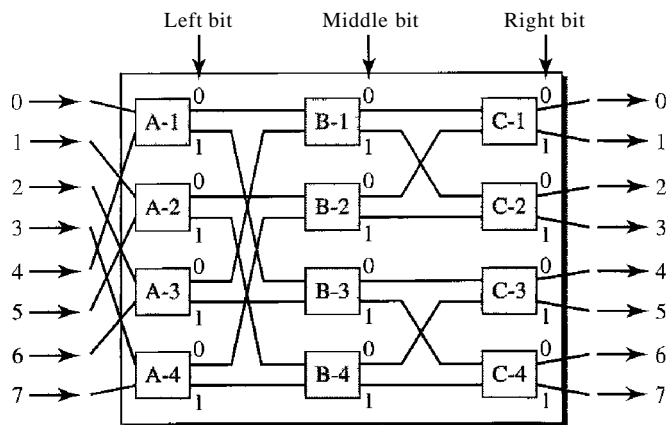 Left bit Middle bit Right bit
0 0 0 0 0
A-1 B-1 C-1
1 1 1 1 1
0 0 0
2 A-2 B-2 C-2 2
1 1 1
3 3
0 0 0
4 A-3 B-3 C-3 4
5 1 1 1 5
0 0 0
6 6
A-4 B-4 C-4
7 1 1 1 7